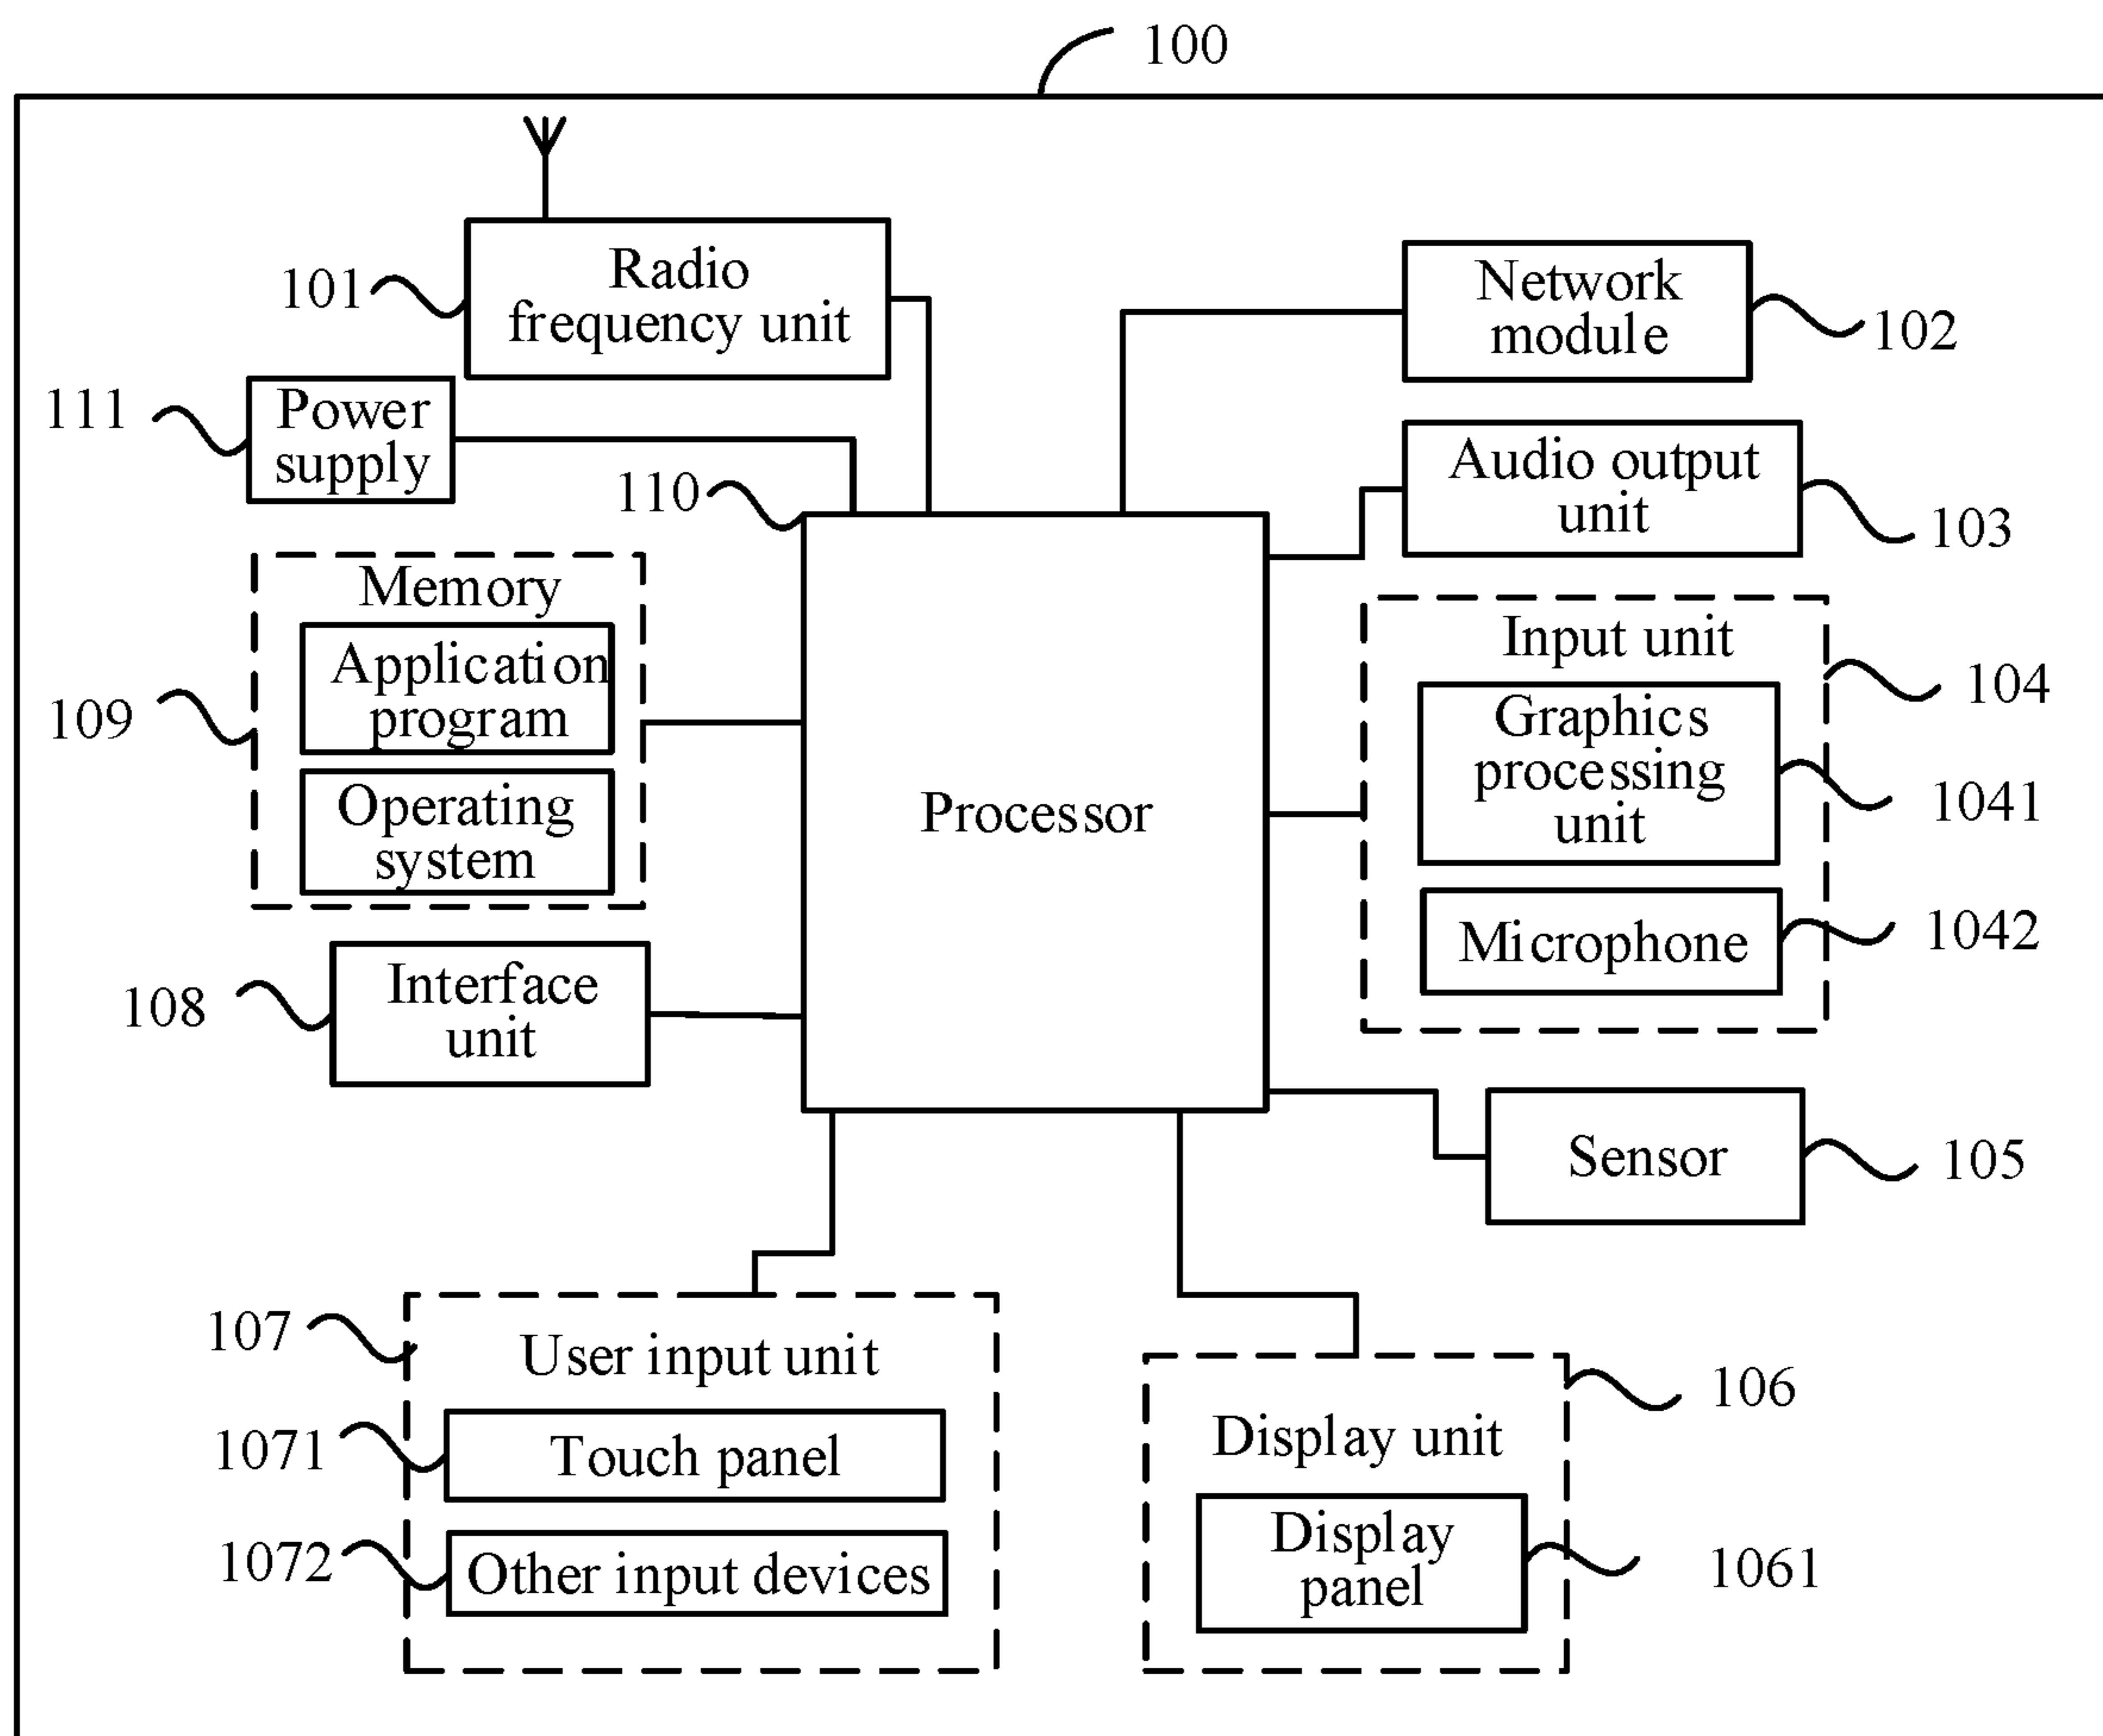 100
101
Radio
frequency unit
Network
module
102
111
Power
supply
110
Audio output
unit
103
Memory
Application
program
Operating
system
109
Processor
Input unit
104
Graphics
processing
unit
1041
Microphone
1042
108
Interface
unit
Sensor
105
107
User input unit
1071
Touch panel
1072
Other input devices
106
Display unit
Display
panel
1061